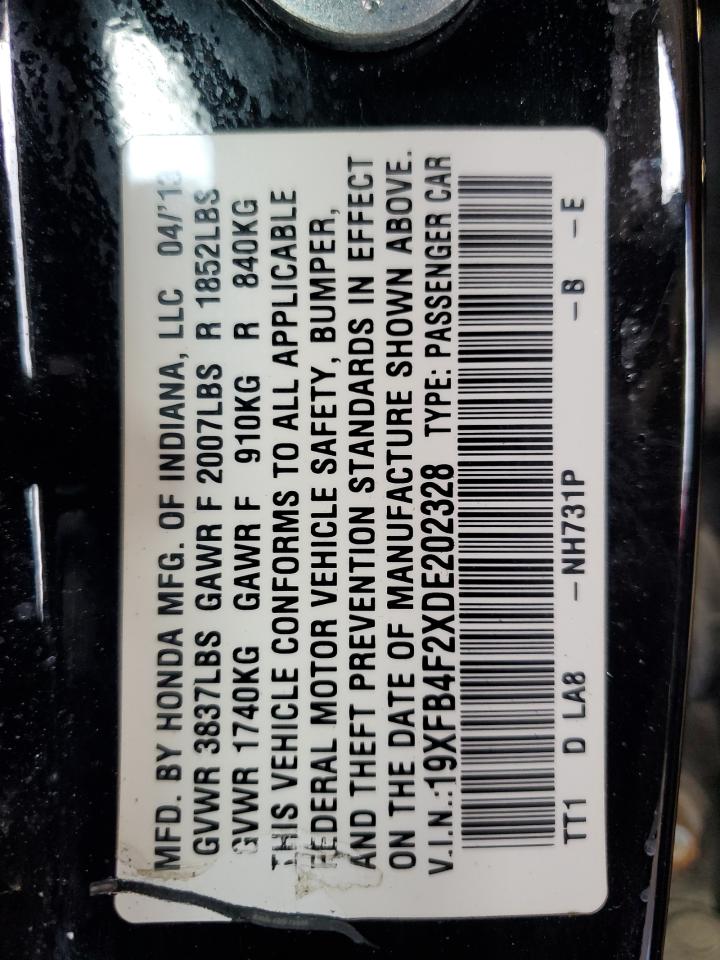 MFD. BY HONDA MFG. OF INDIANA, LLC 04/'13
GVWR 3837LBS GAWR F 2007LBS R 1852LBS
GVWR 1740KG GAWR F 910KG R 840KG
THIS VEHICLE CONFORMS TO ALL APPLICABLE
FEDERAL MOTOR VEHICLE SAFETY, BUMPER,
AND THEFT PREVENTION STANDARDS IN EFFECT
ON THE DATE OF MANUFACTURE SHOWN ABOVE.
V.I.N.:19XFB4F2XDE202328 TYPE: PASSENGER CAR
TT1 D LA8 -NH731P -B -E